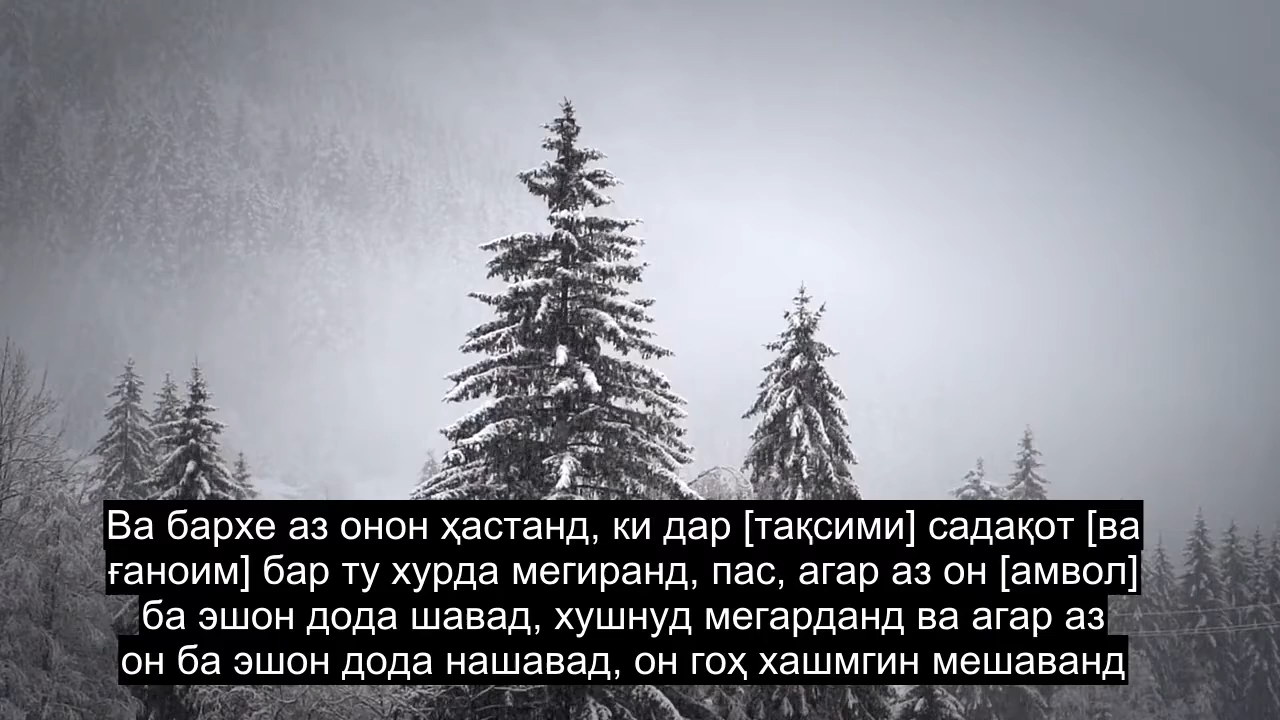 Ва бархе аз онон ҳастанд, ки дар [тақсими] садақот [ва
ғаноим] бар ту хурда мегиранд, пас, агар аз он [амвол]
ба эшон дода шавад, хушнуд мегарданд ва агар аз
он ба эшон дода нашавад, он гоҳ хашмгин мешаванд